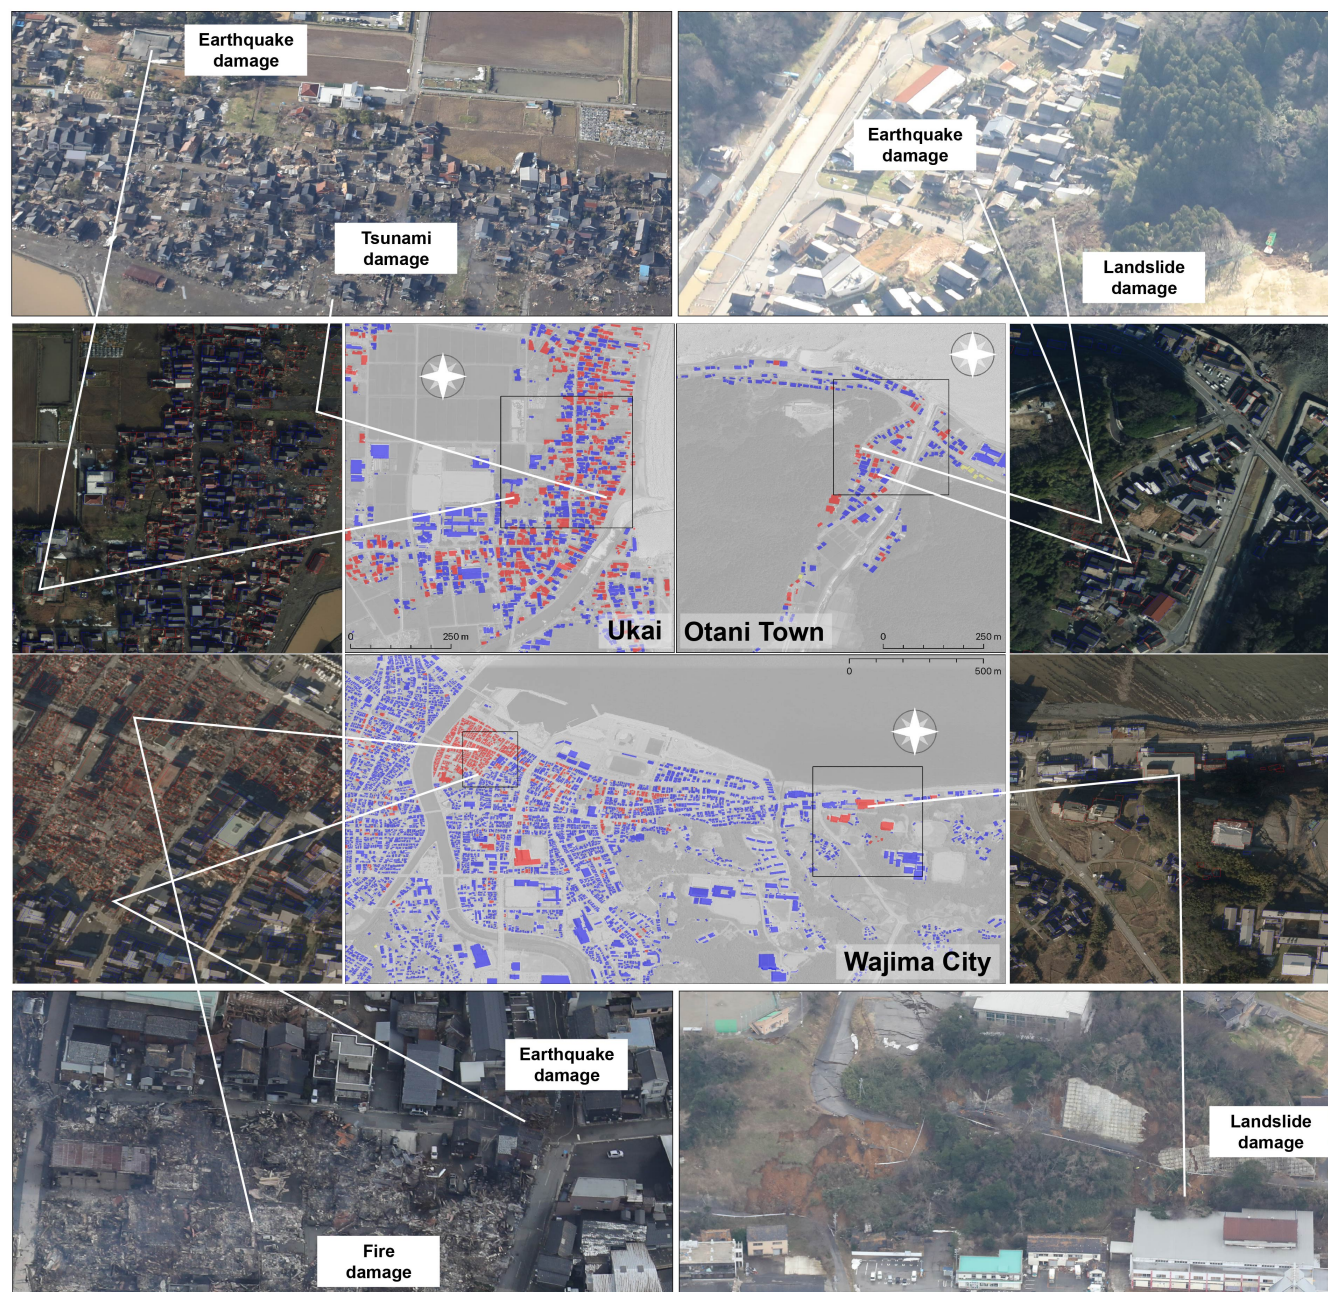 Earthquake
damage
Tsunami
damage
Earthquake
damage
Landslide
damage
0 250 m
Ukai
Otani Town
0 250 m
0 500 m
Wajima City
Earthquake
damage
Fire
damage
Landslide
damage